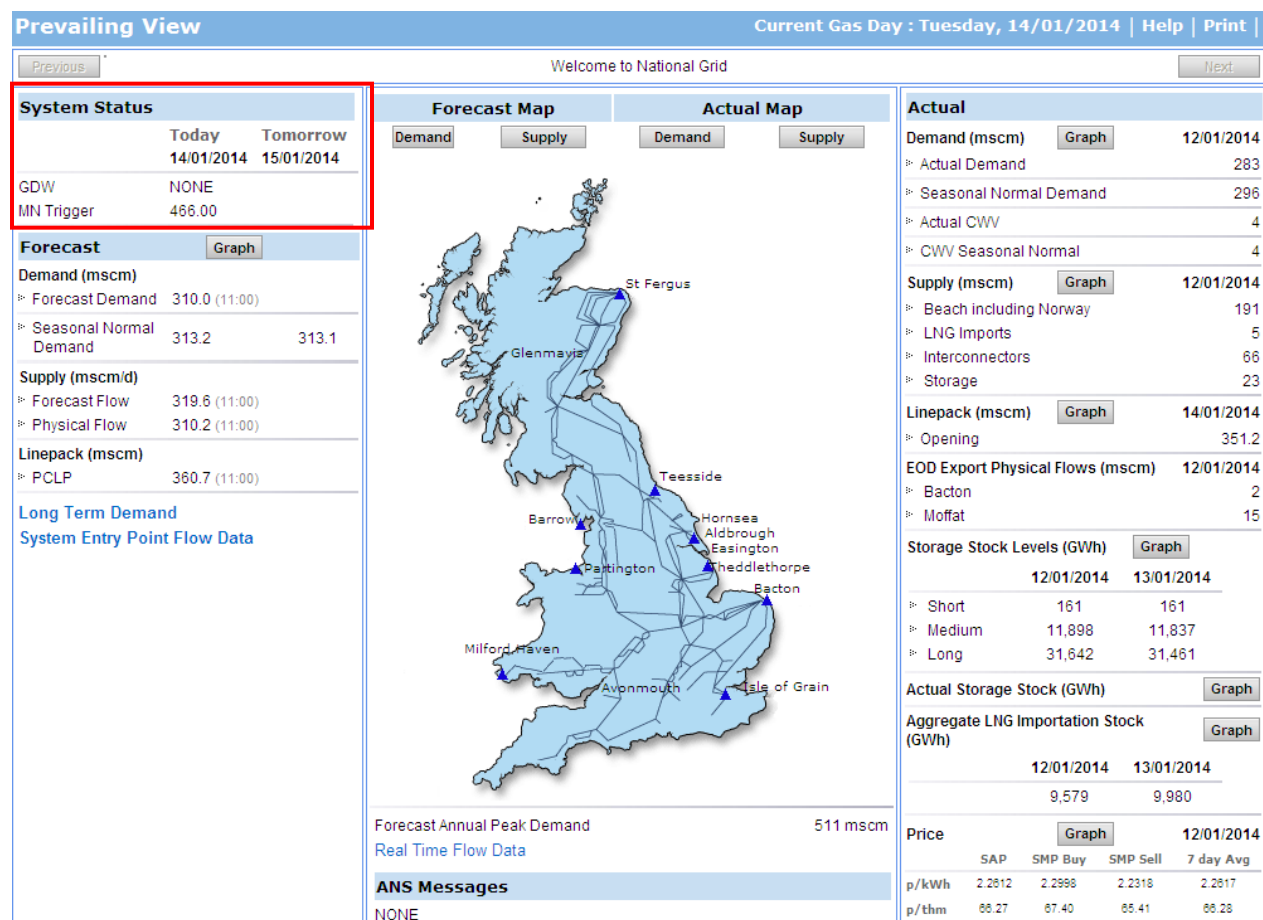 Prevailing View
Current Gas Day : Tuesday, 14/01/2014 | Help | Print |
Previous
Welcome to National Grid
Next
System Status
Today Tomorrow
14/01/2014 15/01/2014
GDW NONE
MN Trigger 466.00
Forecast Graph
Demand (mscm)
Forecast Demand 310.0 (11:00)
Seasonal Normal
Demand 313.2 313.1
Supply (mscm/d)
Forecast Flow 319.6 (11:00)
Physical Flow 310.2 (11:00)
Linepack (mscm)
PCLP 360.7 (11:00)
Long Term Demand
System Entry Point Flow Data
Forecast Map Actual Map
Demand Supply Demand Supply
St Fergus
Glenmavis
Teesside
Barrow
Hornsea
Aldbrough
Easington
Partington
Theddlethorpe
Bacton
Milford Haven
Avonmouth
Isle of Grain
Forecast Annual Peak Demand 511 mscm
Real Time Flow Data
ANS Messages
NONE
Actual
Demand (mscm) Graph 12/01/2014
Actual Demand 283
Seasonal Normal Demand 296
Actual CWV 4
CWV Seasonal Normal 4
Supply (mscm) Graph 12/01/2014
Beach including Norway 191
LNG Imports 5
Interconnectors 66
Storage 23
Linepack (mscm) Graph 14/01/2014
Opening 351.2
EOD Export Physical Flows (mscm) 12/01/2014
Bacton 2
Moffat 15
Storage Stock Levels (GWh) Graph
12/01/2014 13/01/2014
Short 161 161
Medium 11,898 11,837
Long 31,642 31,461
Actual Storage Stock (GWh) Graph
Aggregate LNG Importation Stock
(GWh) Graph
12/01/2014 13/01/2014
9,579 9,980
Price Graph 12/01/2014
SAP SMP Buy SMP Sell 7 day Avg
p/kWh 2.2612 2.2998 2.2318 2.2617
p/thm 66.27 67.40 65.41 66.28